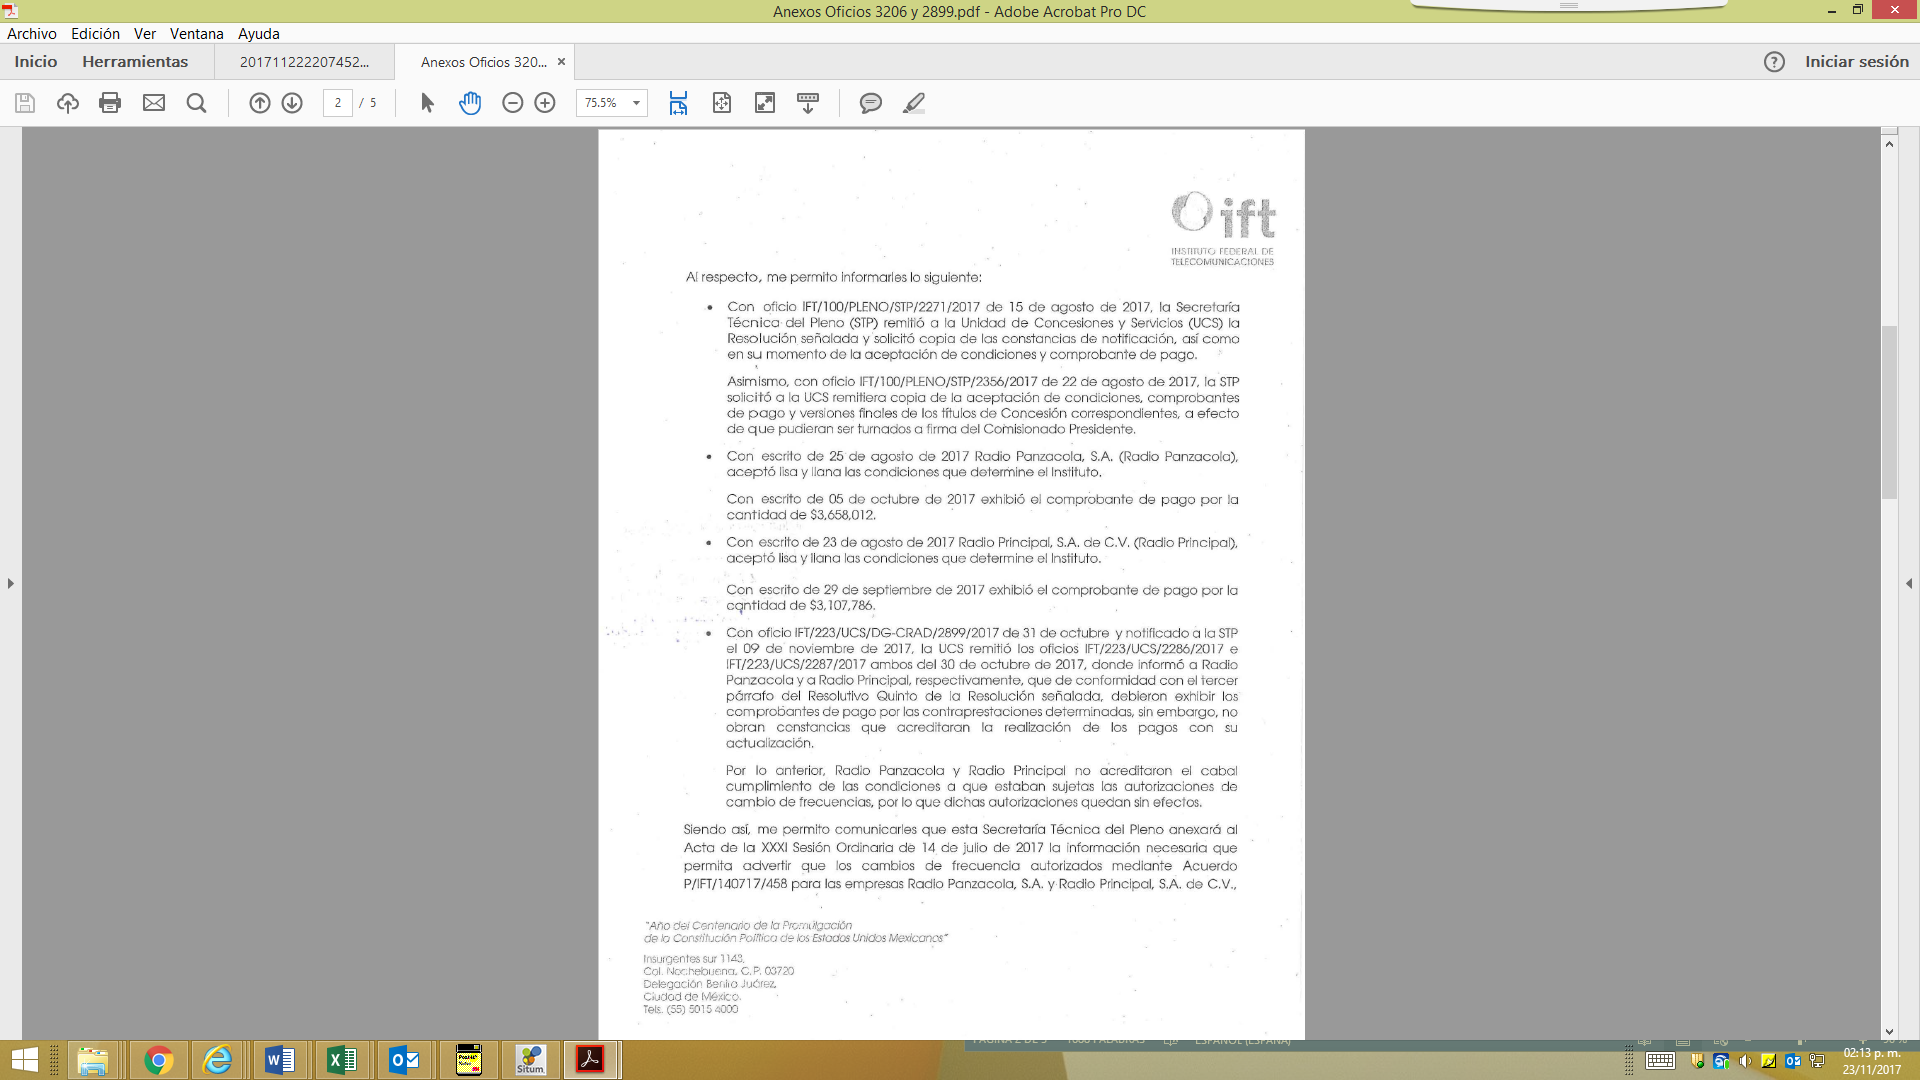 Anexos Oficios 3206 y 2899.pdf - Adobe Acrobat Pro DC
Archivo Edición Ver Ventana Ayuda
Inicio Herramientas 201711222207452... Anexos Oficios 320... × Iniciar sesión
2 / 5 75.5%
ift
INSTITUTO FEDERAL DE
TELECOMUNICACIONES
Al respecto, me permito informarles lo siguiente:
• Con oficio IFT/100/PLENO/STP/2271/2017 de 15 de agosto de 2017, la Secretaría
Técnica del Pleno (STP) remitió a la Unidad de Concesiones y Servicios (UCS) la
Resolución señalada y solicitó copia de las constancias de notificación, así como
en su momento de la aceptación de condiciones y comprobante de pago.
Asimismo, con oficio IFT/100/PLENO/STP/2356/2017 de 22 de agosto de 2017, la STP
solicitó a la UCS remitiera copia de la aceptación de condiciones, comprobantes
de pago y versiones finales de los títulos de Concesión correspondientes, a efecto
de que pudieran ser turnados a firma del Comisionado Presidente.
• Con escrito de 25 de agosto de 2017 Radio Panzacola, S.A. (Radio Panzacola),
aceptó lisa y llana las condiciones que determine el Instituto.
Con escrito de 05 de octubre de 2017 exhibió el comprobante de pago por la
cantidad de $3,658,012.
• Con escrito de 23 de agosto de 2017 Radio Principal, S.A. de C.V. (Radio Principal),
aceptó lisa y llana las condiciones que determine el Instituto.
Con escrito de 29 de septiembre de 2017 exhibió el comprobante de pago por la
cantidad de $3,107,786.
• Con oficio IFT/223/UCS/DG-CRAD/2899/2017 de 31 de octubre y notificado a la STP
el 09 de noviembre de 2017, la UCS remitió los oficios IFT/223/UCS/2286/2017 e
IFT/223/UCS/2287/2017 ambos del 30 de octubre de 2017, donde informó a Radio
Panzacola y a Radio Principal, respectivamente, que de conformidad con el tercer
párrafo del Resolutivo Quinto de la Resolución señalada, debieron exhibir los
comprobantes de pago por las contraprestaciones determinadas, sin embargo, no
obran constancias que acreditaran la realización de los pagos con su
actualización.
Por lo anterior, Radio Panzacola y Radio Principal no acreditaron el cabal
cumplimiento de las condiciones a que estaban sujetas las autorizaciones de
cambio de frecuencias, por lo que dichas autorizaciones quedan sin efectos.
Siendo así, me permito comunicarles que esta Secretaría Técnica del Pleno anexará al
Acta de la XXXI Sesión Ordinaria de 14 de julio de 2017 la información necesaria que
permita advertir que los cambios de frecuencia autorizados mediante Acuerdo
P/IFT/140717/458 para las empresas Radio Panzacola, S.A. y Radio Principal, S.A. de C.V.,
"Año del Centenario de la Promulgación
de la Constitución Política de los Estados Unidos Mexicanos"
Insurgentes sur 1143,
Col. Nochebuena, C.P. 03720
Delegación Benito Juárez,
Ciudad de México.
Tels. (55) 5015 4000
Situm
02:13 p. m.
23/11/2017